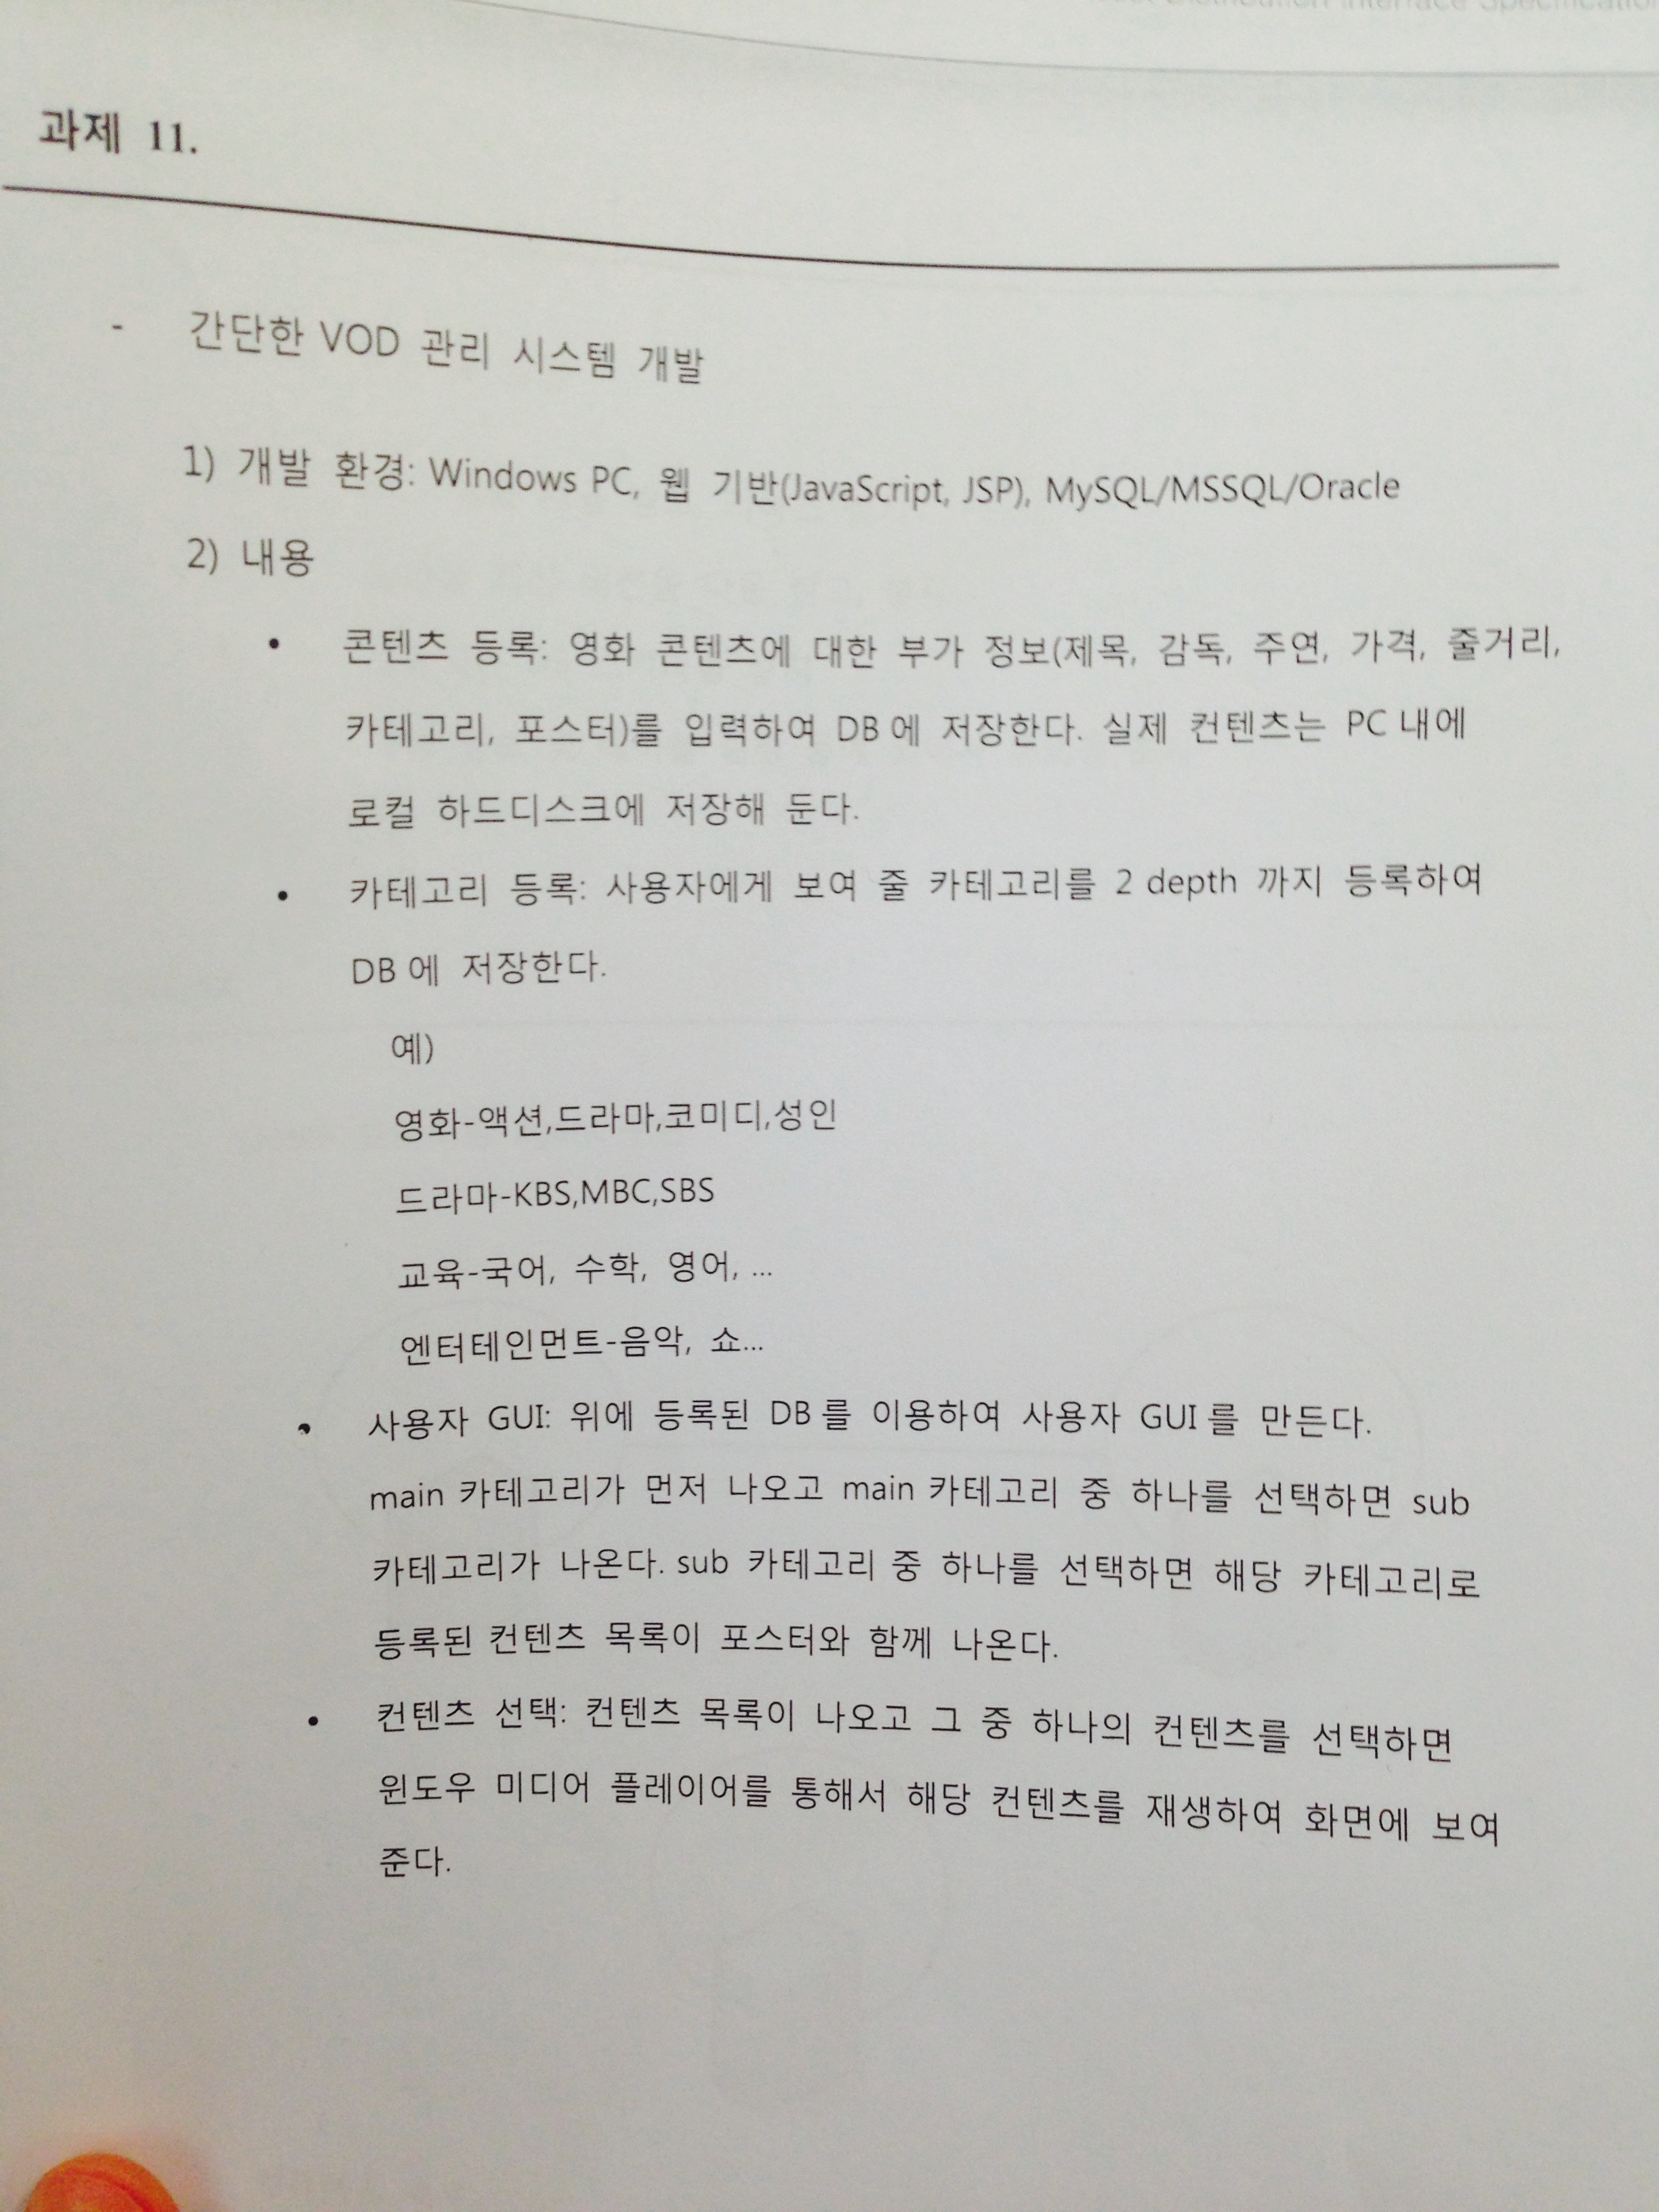 Distribution Interface Specification
과제 11.
- 간단한 VOD 관리 시스템 개발
1) 개발 환경: Windows PC, 웹 기반(JavaScript, JSP), MySQL/MSSQL/Oracle
2) 내용
• 콘텐츠 등록: 영화 콘텐츠에 대한 부가 정보(제목, 감독, 주연, 가격, 줄거리,
카테고리, 포스터)를 입력하여 DB에 저장한다. 실제 컨텐츠는 PC 내에
로컬 하드디스크에 저장해 둔다.
• 카테고리 등록: 사용자에게 보여 줄 카테고리를 2 depth 까지 등록하여
DB에 저장한다.
예)
영화-액션,드라마,코미디,성인
드라마-KBS,MBC,SBS
교육-국어, 수학, 영어, ...
엔터테인먼트-음악, 쇼...
• 사용자 GUI: 위에 등록된 DB를 이용하여 사용자 GUI를 만든다.
main 카테고리가 먼저 나오고 main 카테고리 중 하나를 선택하면 sub
카테고리가 나온다. sub 카테고리 중 하나를 선택하면 해당 카테고리로
등록된 컨텐츠 목록이 포스터와 함께 나온다.
• 컨텐츠 선택: 컨텐츠 목록이 나오고 그 중 하나의 컨텐츠를 선택하면
윈도우 미디어 플레이어를 통해서 해당 컨텐츠를 재생하여 화면에 보여
준다.